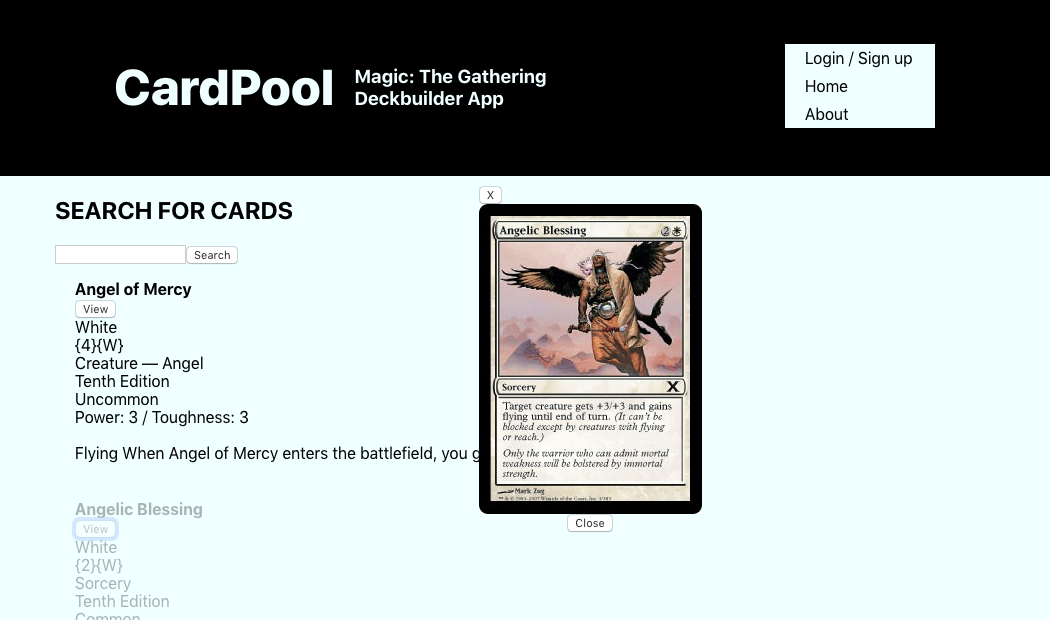 CardPool
Magic: The Gathering
Deckbuilder App
Login / Sign up
Home
About
SEARCH FOR CARDS
Search
Angel of Mercy
View
White
{4}{W}
Creature — Angel
Tenth Edition
Uncommon
Power: 3 / Toughness: 3
Flying When Angel of Mercy enters the battlefield, you g
Angelic Blessing
View
White
{2}{W}
Sorcery
Tenth Edition
Common
X
Angelic Blessing 2
Sorcery X
Target creature gets +3/+3 and gains
flying until end of turn. (It can't be
blocked except by creatures with flying
or reach.)
Only the warrior who can admit mortal
weakness will be bolstered by immortal
strength.
Mark Zug
Close